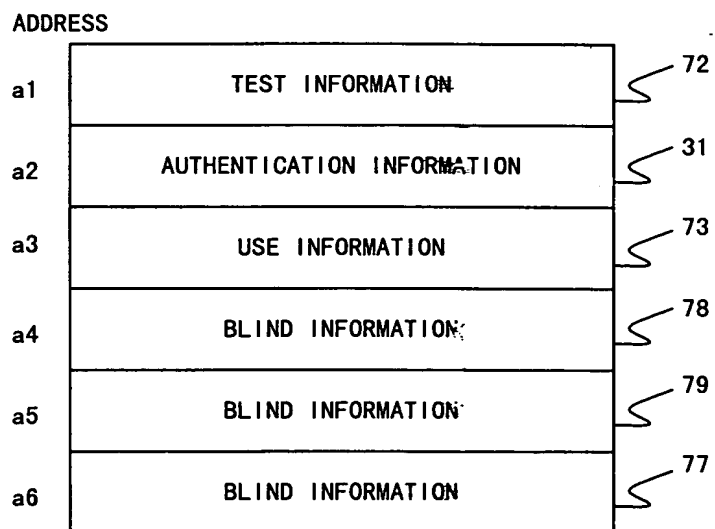 ADDRESS
a1 TEST INFORMATION 72
a2 AUTHENTICATION INFORMATION 31
a3 USE INFORMATION 73
a4 BLIND INFORMATION 78
a5 BLIND INFORMATION 79
a6 BLIND INFORMATION 77